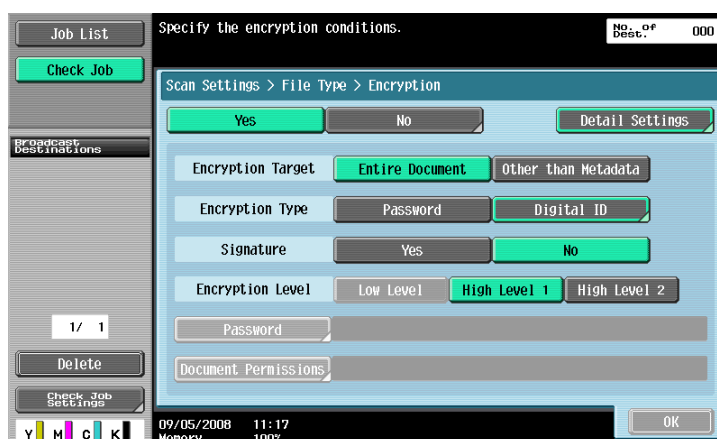 Job List
Check Job
Broadcast
Destinations
1/ 1
Delete
Check Job
Settings
Y M C K
Specify the encryption conditions.
No. of
Dest. 000
Scan Settings > File Type > Encryption
Yes No Detail Settings
Encryption Target Entire Document Other than Metadata
Encryption Type Password Digital ID
Signature Yes No
Encryption Level Low Level High Level 1 High Level 2
Password
Document Permissions
09/05/2008 11:17
Memory 100%
OK